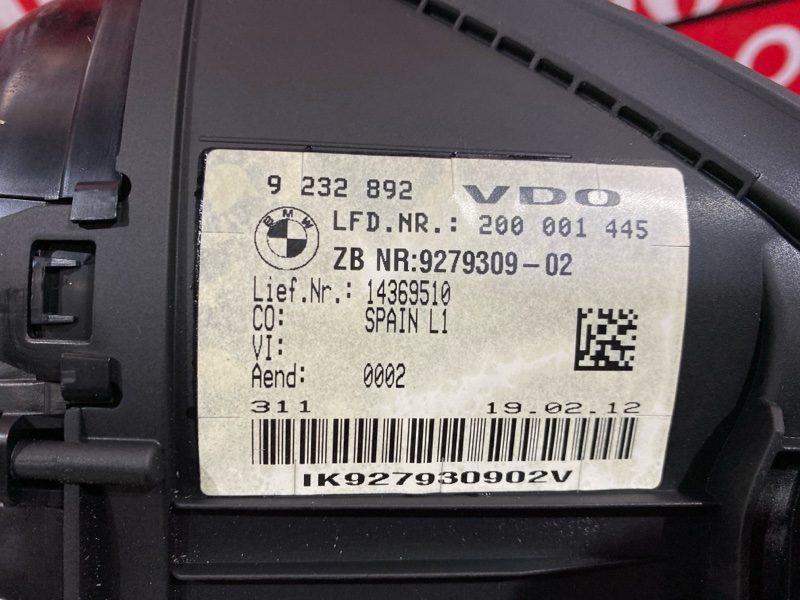 9 232 892 VDO
BMW
LFD.NR.: 200 001 445
ZB NR:9279309-02
Lief.Nr.: 14369510
CO: SPAIN L1
VI:
Aend: 0002
311 19.02.12
IK927930902V